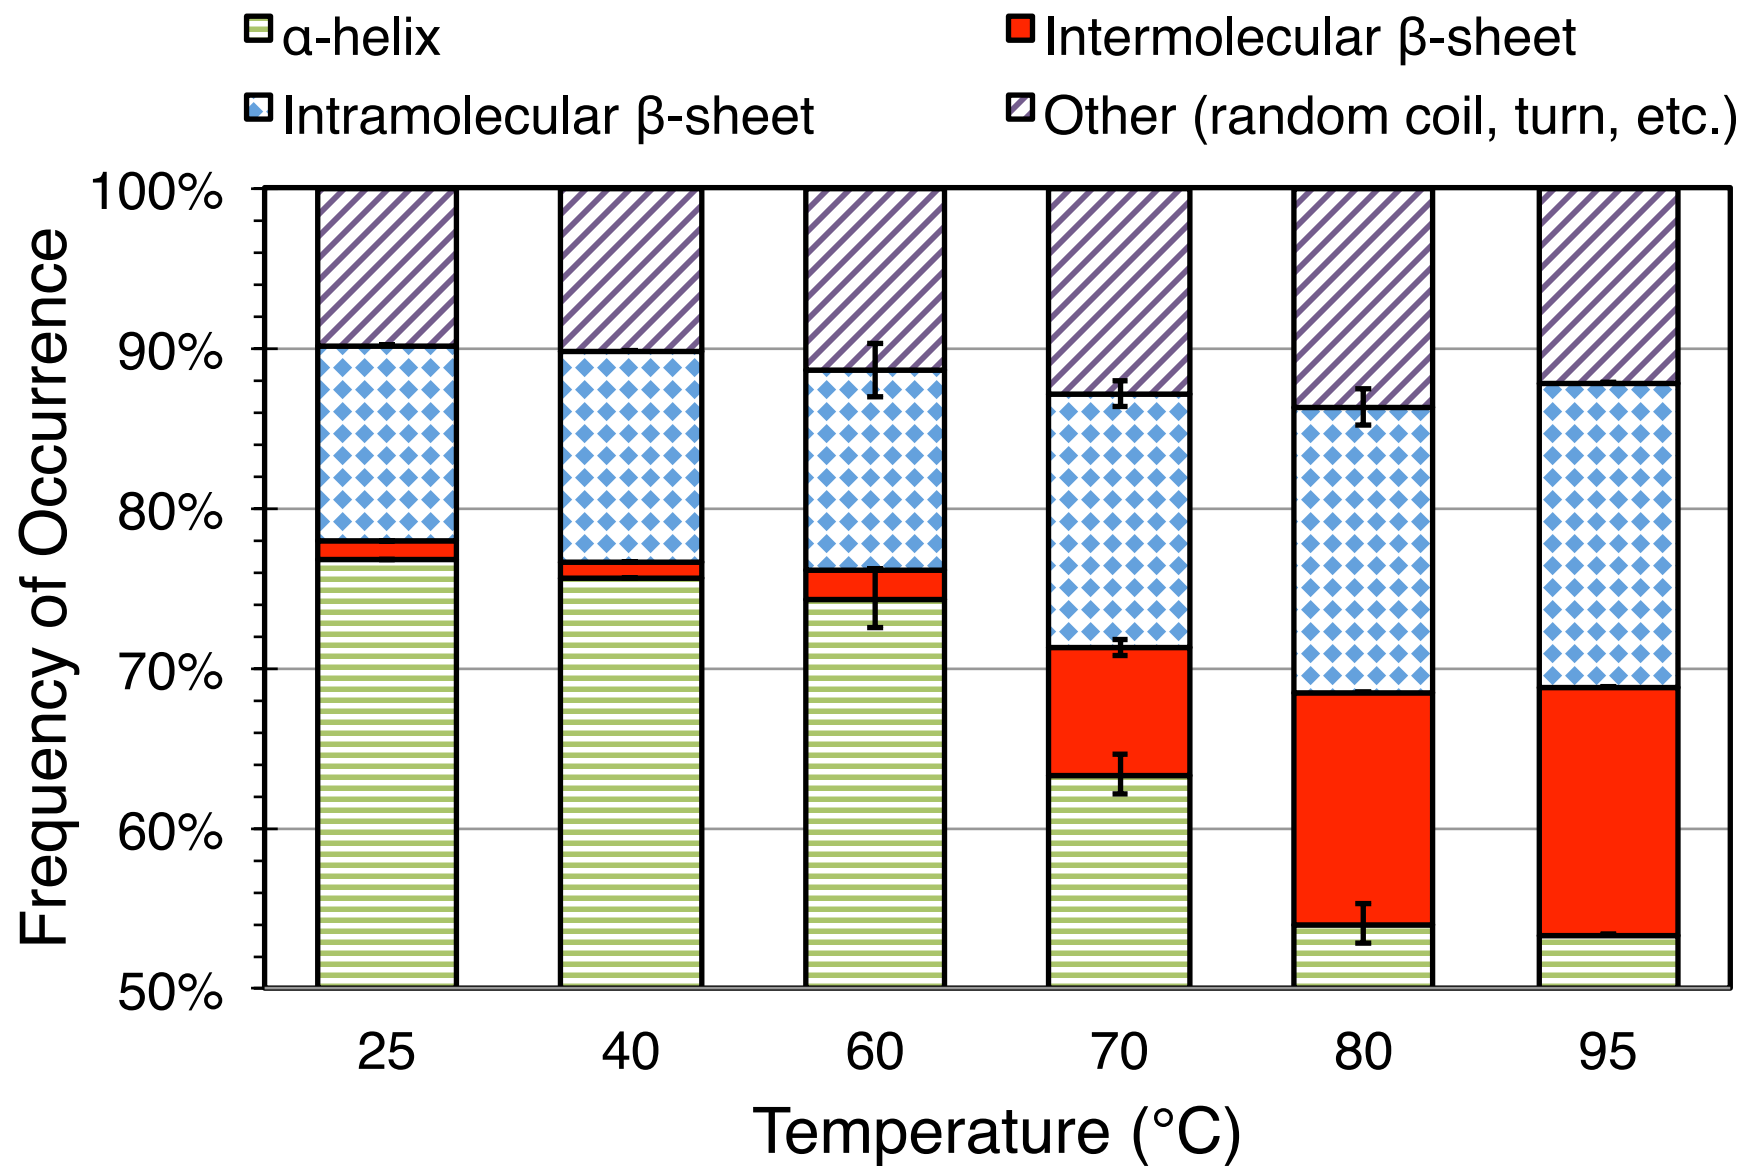 α-helix
Intermolecular β-sheet
Intramolecular β-sheet
Other (random coil, turn, etc.)
Frequency of Occurrence
100%
90%
80%
70%
60%
50%
25 40 60 70 80 95
Temperature (°C)